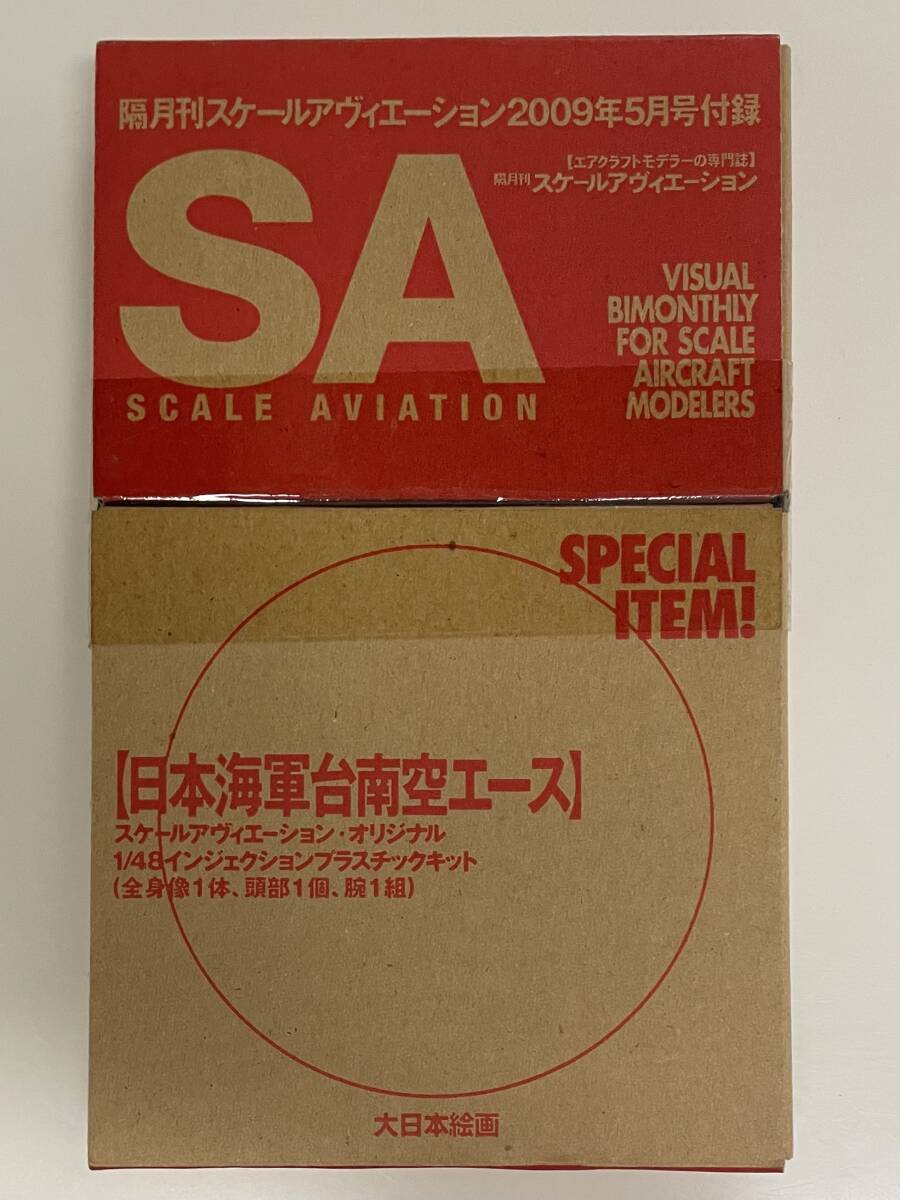 隔月刊スケールアヴィエーション2009年5月号付録
SA
【エアクラフトモデラーの専門誌】
隔月刊スケールアヴィエーション
SCALE AVIATION
VISUAL
BIMONTHLY
FOR SCALE
AIRCRAFT
MODELERS
SPECIAL
ITEM!
【日本海軍台南空エース】
スケールアヴィエーション・オリジナル
1/48インジェクションプラスチックキット
(全身像1体、頭部1個、腕1組)
大日本絵画